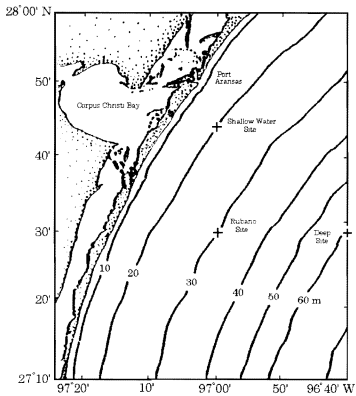 28°00' N
50'
40'
30'
20'
27°10'
Port
Aransas
Corpus Christi Bay
Shallow Water
Site
Rubano
Site
Deep
Site
10
20
30
40
50
60 m
97°20'
10'
97°00'
50'
96°40' W